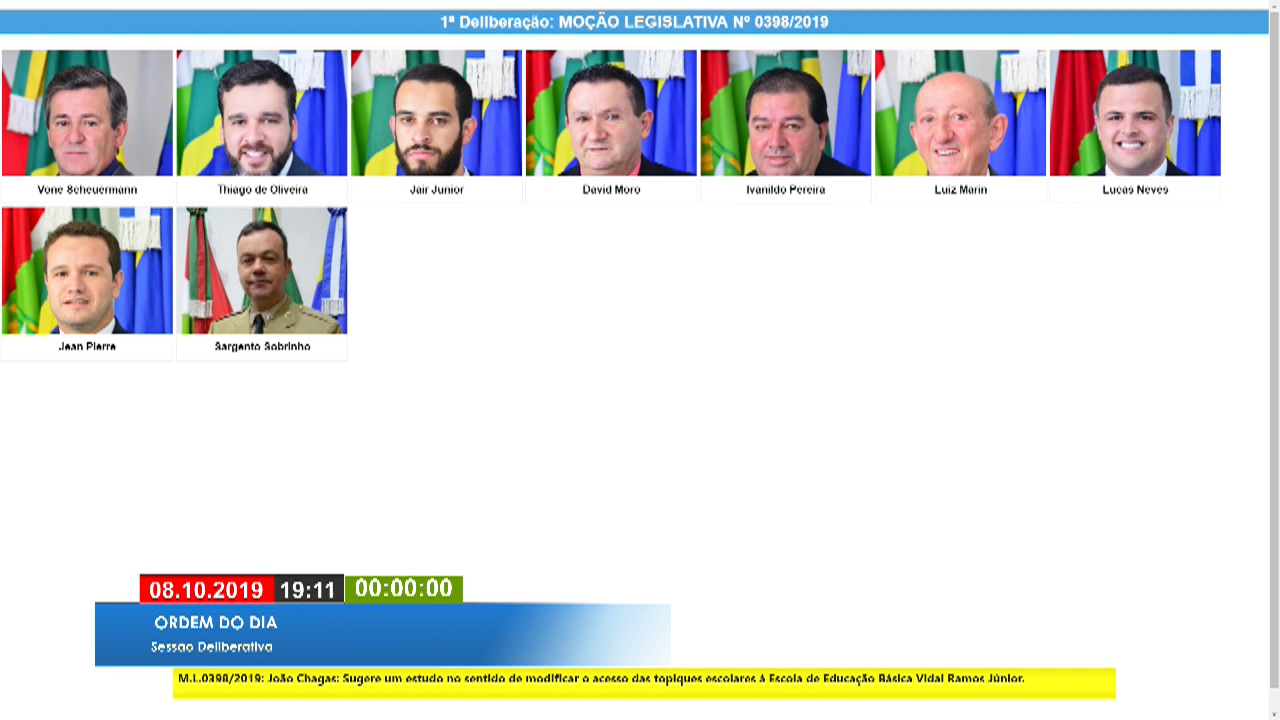 1ª Deliberação: MOÇÃO LEGISLATIVA Nº 0398/2019
Vone Scheuermann
Thiago de Oliveira
Jair Junior
David Moro
Ivanildo Pereira
Luiz Marin
Lucas Neves
Jean Pierre
Sargento Sobrinho
08.10.2019 19:11 00:00:00
ORDEM DO DIA
Sessao Deliberativa
M.L.0398/2019: João Chagas: Sugere um estudo no sentido de modificar o acesso das topiques escolares à Escola de Educação Básica Vidal Ramos Júnior.